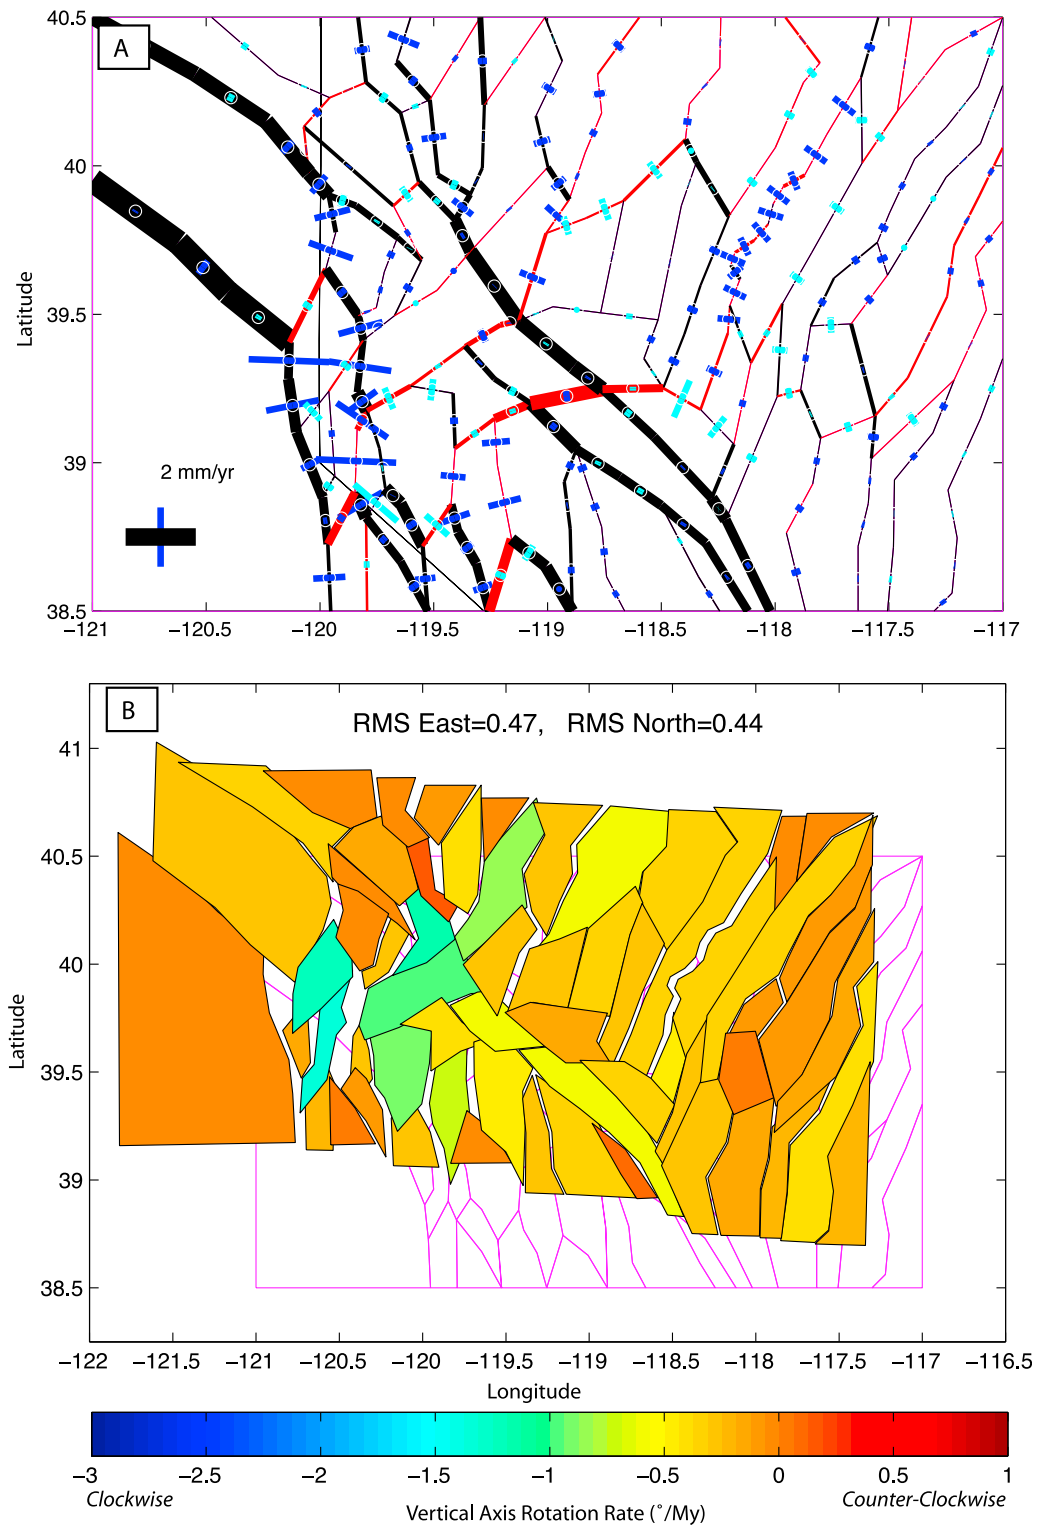 A
40.5
40
39.5
39
38.5
Latitude
2 mm/yr
−121 −120.5 −120 −119.5 −119 −118.5 −118 −117.5 −117
B
RMS East=0.47, RMS North=0.44
41
40.5
40
39.5
39
38.5
Latitude
−122 −121.5 −121 −120.5 −120 −119.5 −119 −118.5 −118 −117.5 −117 −116.5
Longitude
−3 −2.5 −2 −1.5 −1 −0.5 0 0.5 1
Clockwise Vertical Axis Rotation Rate (°/My) Counter-Clockwise